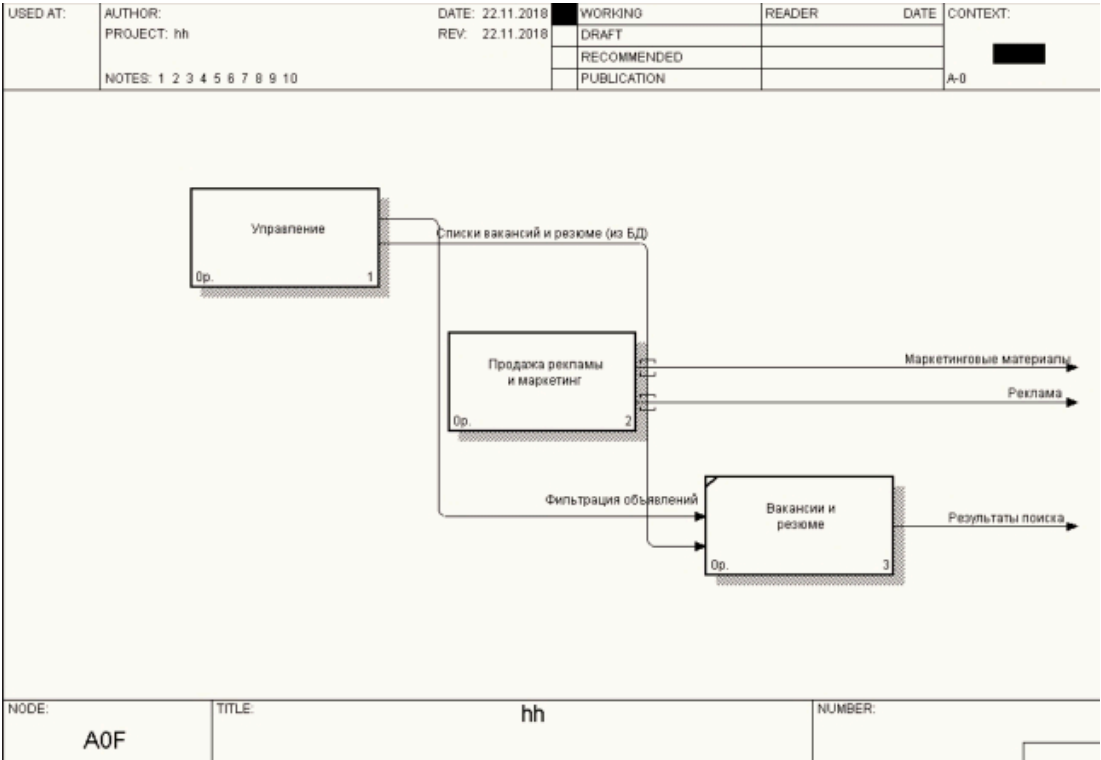 USED AT:
AUTHOR:
DATE: 22.11.2018
WORKING
READER
DATE
CONTEXT:
PROJECT: hh
REV: 22.11.2018
DRAFT
RECOMMENDED
NOTES: 1 2 3 4 5 6 7 8 9 10
PUBLICATION
A-0
Управление
0р.
1
Списки вакансий и резюме (из БД)
Продажа рекламы
и маркетинг
0р.
2
Маркетинговые материалы
Реклама
Фильтрация объявлений
Вакансии и
резюме
0р.
3
Результаты поиска
NODE:
A0F
TITLE:
hh
NUMBER: